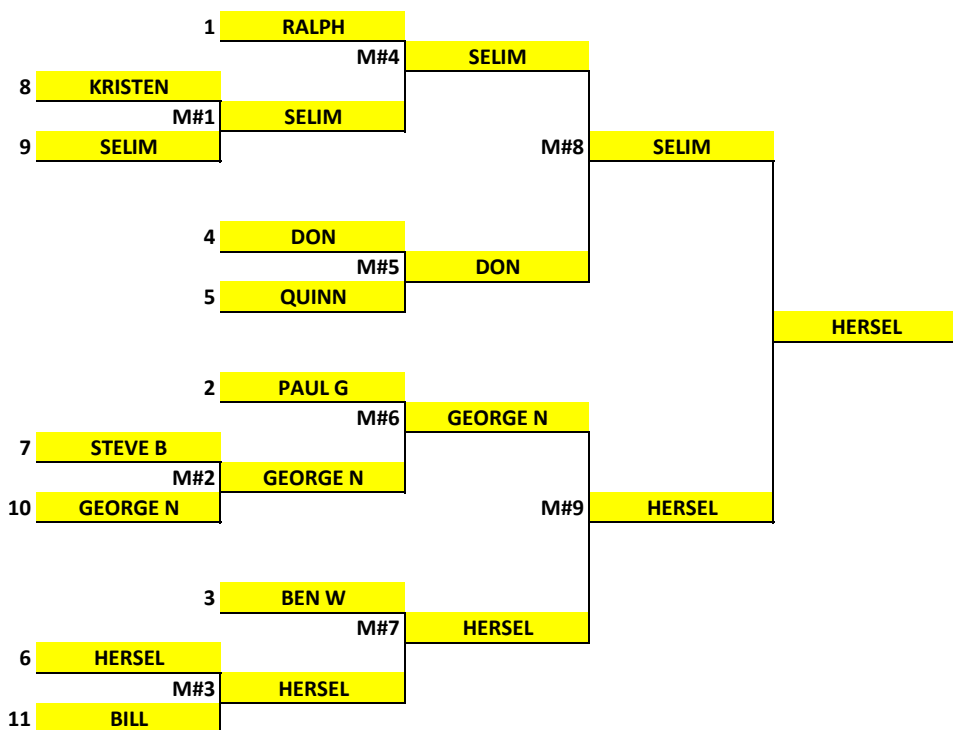 1 RALPH
M#4 SELIM
8 KRISTEN
M#1 SELIM
9 SELIM
M#8 SELIM
4 DON
M#5 DON
5 QUINN
HERSEL
2 PAUL G
M#6 GEORGE N
7 STEVE B
M#2 GEORGE N
10 GEORGE N
M#9 HERSEL
3 BEN W
M#7 HERSEL
6 HERSEL
M#3 HERSEL
11 BILL